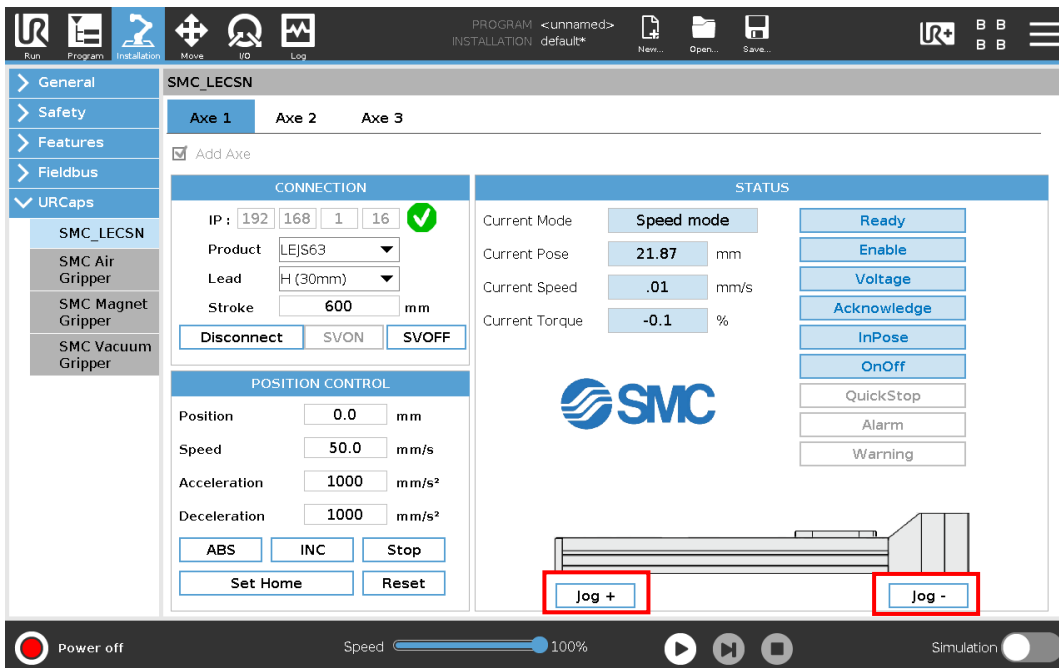 PROGRAM <unnamed>
INSTALLATION default*
Run
Program
Installation
Move
I/O
Log
New...
Open...
Save...
UR+
B B
B B
General
Safety
Features
Fieldbus
URCaps
SMC_LECSN
SMC Air
Gripper
SMC Magnet
Gripper
SMC Vacuum
Gripper
SMC_LECSN
Axe 1 Axe 2 Axe 3
Add Axe
CONNECTION
IP : 192 168 1 16
Product LEJS63
Lead H (30mm)
Stroke 600 mm
Disconnect SVON SVOFF
POSITION CONTROL
Position 0.0 mm
Speed 50.0 mm/s
Acceleration 1000 mm/s²
Deceleration 1000 mm/s²
ABS INC Stop
Set Home Reset
STATUS
Current Mode Speed mode
Current Pose 21.87 mm
Current Speed .01 mm/s
Current Torque -0.1 %
Ready
Enable
Voltage
Acknowledge
InPose
OnOff
QuickStop
Alarm
Warning
SMC
Jog + Jog -
Power off
Speed 100%
Simulation